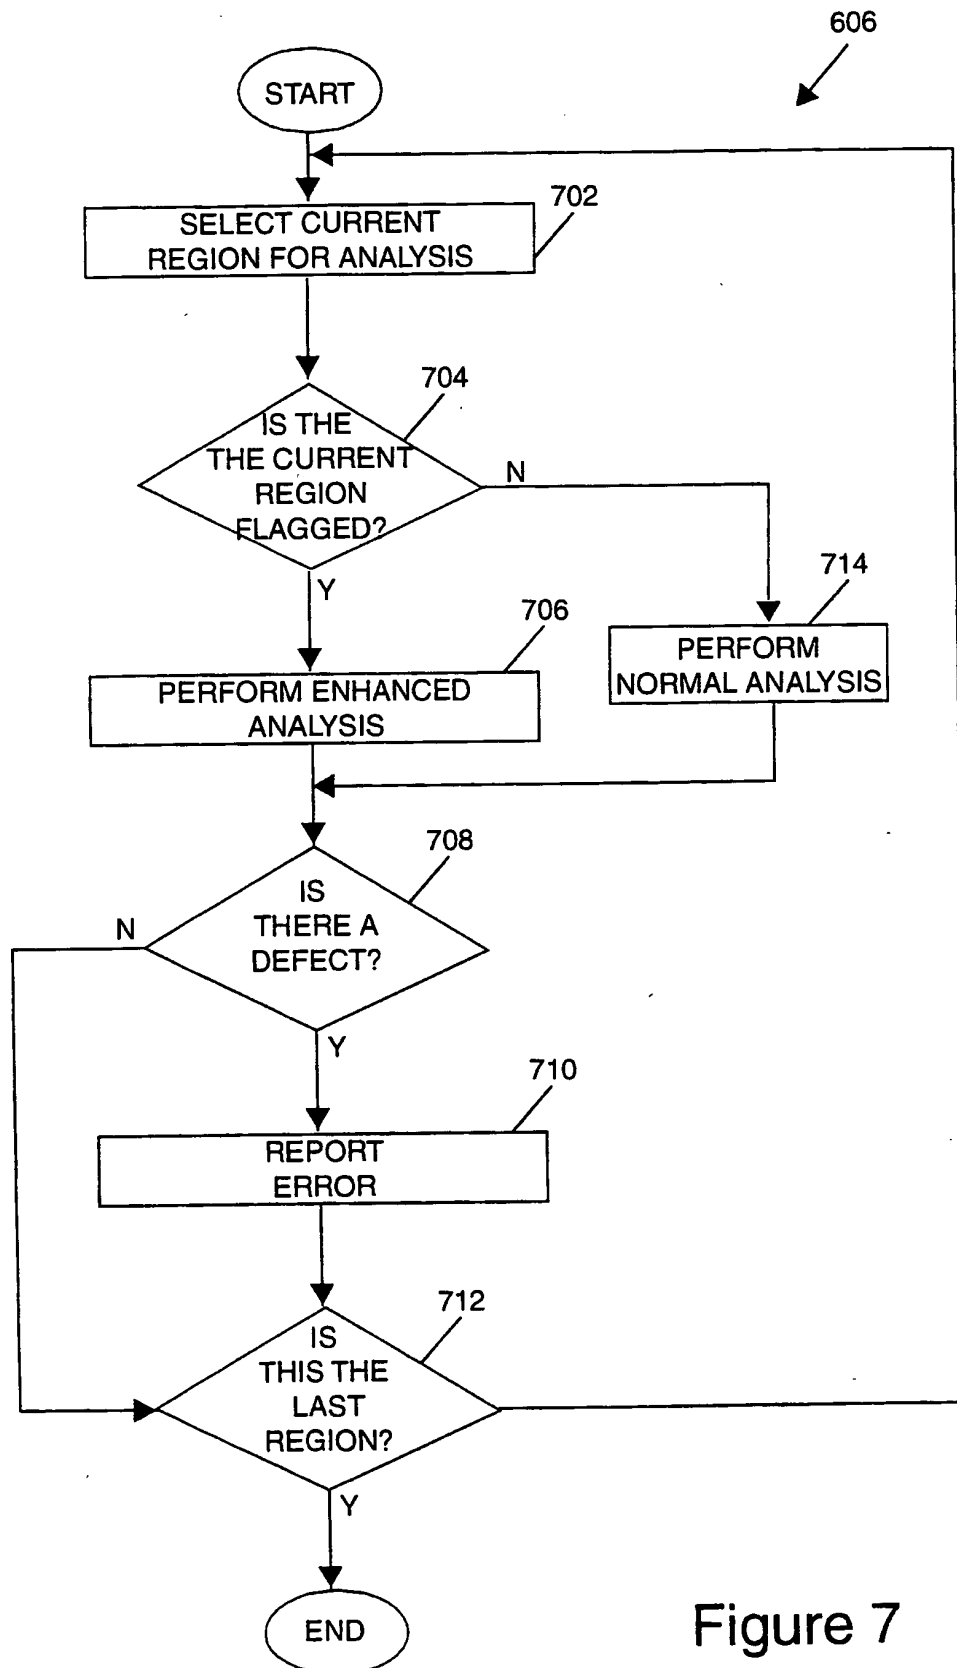 606
START
702
SELECT CURRENT
REGION FOR ANALYSIS
704
IS THE
THE CURRENT
REGION
FLAGGED?
N
Y
714
PERFORM
NORMAL ANALYSIS
706
PERFORM ENHANCED
ANALYSIS
708
IS
THERE A
DEFECT?
N
Y
710
REPORT
ERROR
712
IS
THIS THE
LAST
REGION?
Y
END
Figure 7